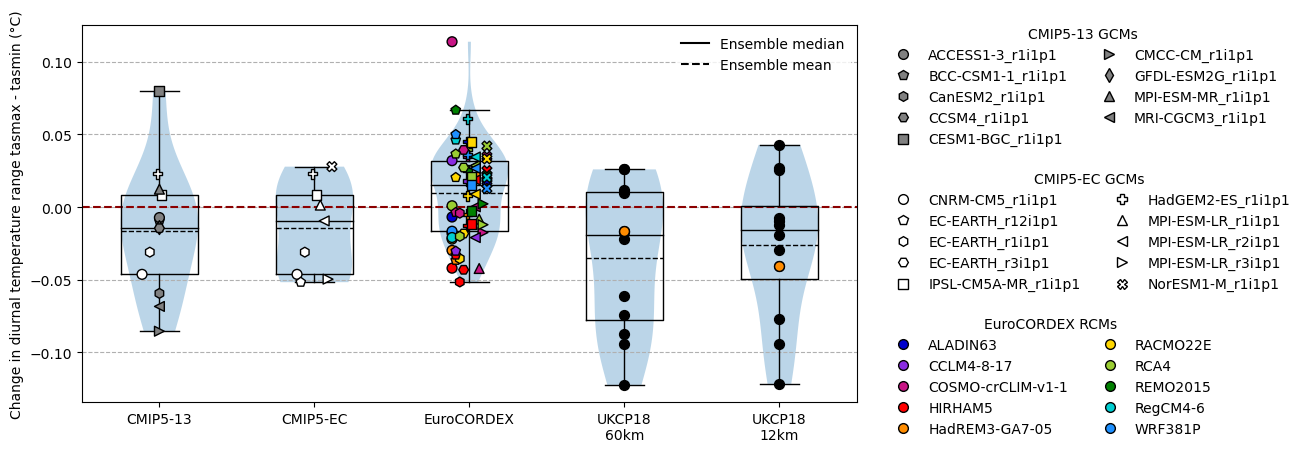 Change in diurnal temperature range tasmax - tasmin (°C)
0.10
0.05
0.00
−0.05
−0.10
Ensemble median
Ensemble mean
CMIP5-13
CMIP5-EC
EuroCORDEX
UKCP18
60km
UKCP18
12km
CMIP5-13 GCMs
ACCESS1-3_r1i1p1
BCC-CSM1-1_r1i1p1
CanESM2_r1i1p1
CCSM4_r1i1p1
CESM1-BGC_r1i1p1
CMCC-CM_r1i1p1
GFDL-ESM2G_r1i1p1
MPI-ESM-MR_r1i1p1
MRI-CGCM3_r1i1p1
CMIP5-EC GCMs
CNRM-CM5_r1i1p1
EC-EARTH_r12i1p1
EC-EARTH_r1i1p1
EC-EARTH_r3i1p1
IPSL-CM5A-MR_r1i1p1
HadGEM2-ES_r1i1p1
MPI-ESM-LR_r1i1p1
MPI-ESM-LR_r2i1p1
MPI-ESM-LR_r3i1p1
NorESM1-M_r1i1p1
EuroCORDEX RCMs
ALADIN63
CCLM4-8-17
COSMO-crCLIM-v1-1
HIRHAM5
HadREM3-GA7-05
RACMO22E
RCA4
REMO2015
RegCM4-6
WRF381P